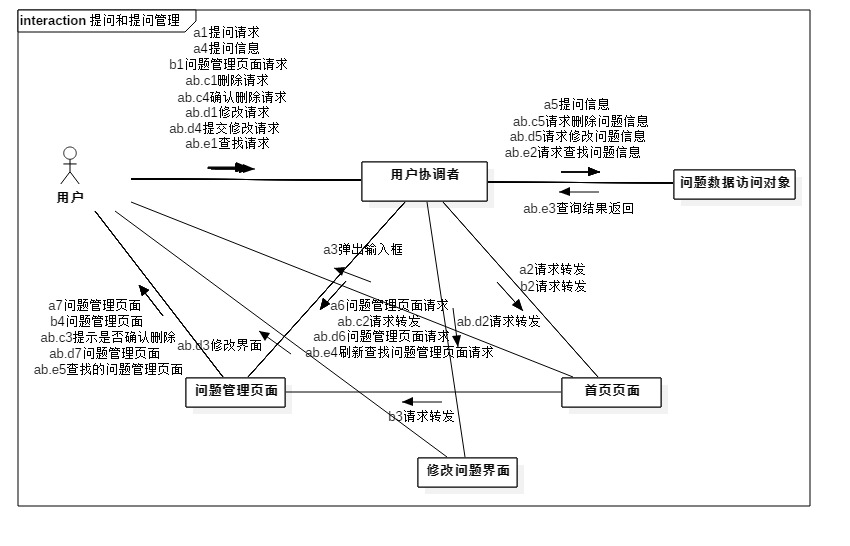 interaction 提问和提问管理
a1提问请求
a4提问信息
b1问题管理页面请求
ab.c1删除请求
ab.c4确认删除请求
ab.d1修改请求
ab.d4提交修改请求
ab.e1查找请求
a5提问信息
ab.c5请求删除问题信息
ab.d5请求修改问题信息
ab.e2请求查找问题信息
用户协调者
问题数据访问对象
用户
ab.e3查询结果返回
a3弹出输入框
a2请求转发
b2请求转发
a7问题管理页面
b4问题管理页面
ab.c3提示是否确认删除
ab.d7问题管理页面
ab.e5查找的问题管理页面
ab.d3修改界面
a6问题管理页面请求
ab.c2请求转发
ab.d6问题管理页面请求
ab.e4刷新查找问题管理页面请求
ab.d2请求转发
问题管理页面
首页页面
b3请求转发
修改问题界面